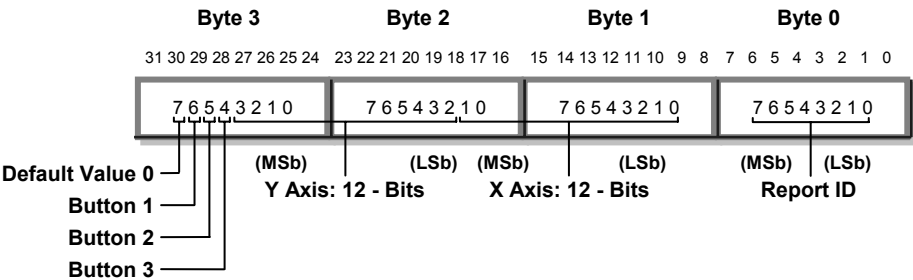 Byte 3 Byte 2 Byte 1 Byte 0
31 30 29 28 27 26 25 24 23 22 21 20 19 18 17 16 15 14 13 12 11 10 9 8 7 6 5 4 3 2 1 0
7 6 5 4 3 2 1 0 7 6 5 4 3 2 1 0 7 6 5 4 3 2 1 0 7 6 5 4 3 2 1 0
(MSb) (LSb) (MSb) (LSb) (MSb) (LSb)
Default Value 0
Y Axis: 12 - Bits X Axis: 12 - Bits Report ID
Button 1
Button 2
Button 3